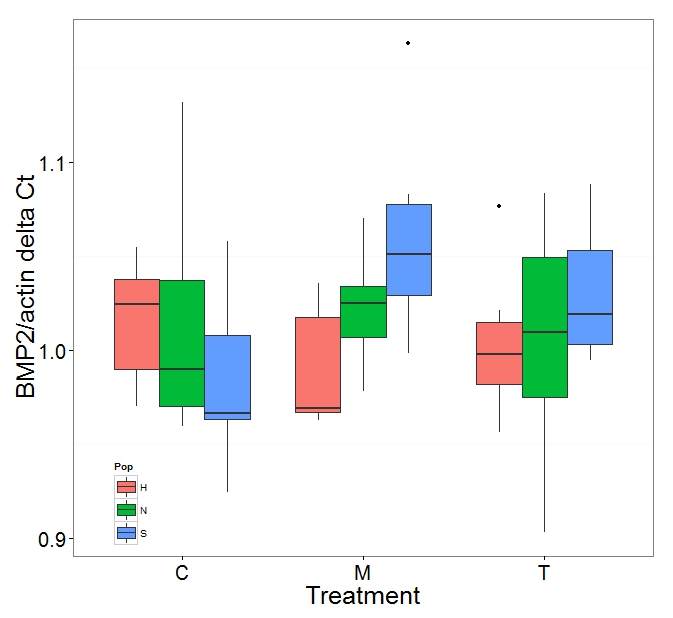 BMP2/actin delta Ct
1.1
1.0
0.9
Pop
H
N
S
C M T
Treatment